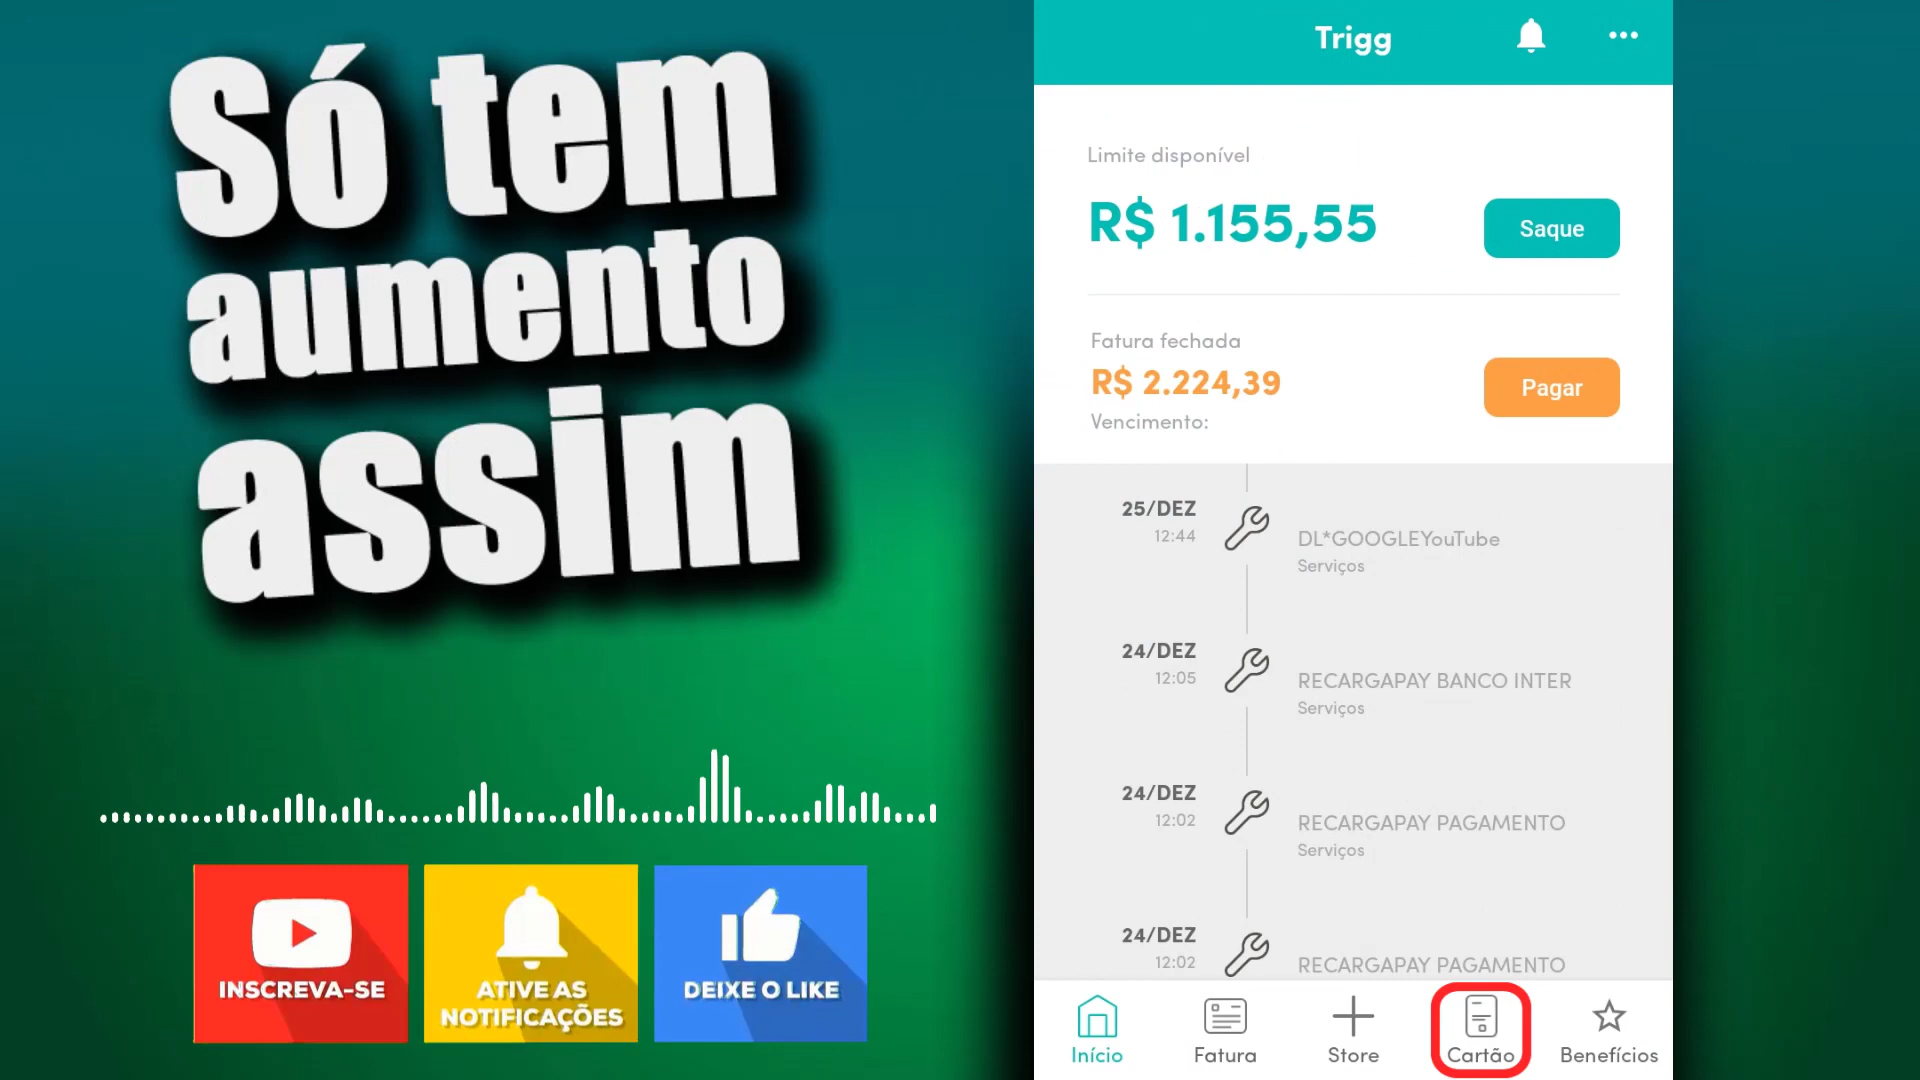 Só tem
aumento
assim
INSCREVA-SE
ATIVE AS
NOTIFICAÇÕES
DEIXE O LIKE
Trigg
Limite disponível
R$ 1.155,55
Saque
Fatura fechada
R$ 2.224,39
Pagar
Vencimento:
25/DEZ
12:44
DL*GOOGLEYouTube
Serviços
24/DEZ
12:05
RECARGAPAY BANCO INTER
Serviços
24/DEZ
12:02
RECARGAPAY PAGAMENTO
Serviços
24/DEZ
12:02
RECARGAPAY PAGAMENTO
Início
Fatura
Store
Cartão
Benefícios